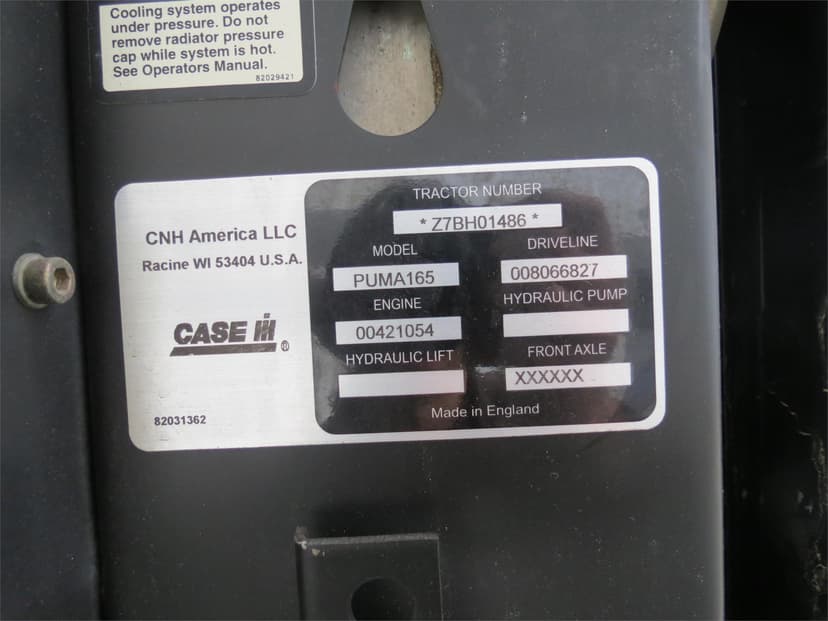 Cooling system operates
under pressure. Do not
remove radiator pressure
cap while system is hot.
See Operators Manual.
82029421
CNH America LLC
Racine WI 53404 U.S.A.
CASE IH ®
82031362
TRACTOR NUMBER
* Z7BH01486 *
MODEL
PUMA165
DRIVELINE
008066827
ENGINE
00421054
HYDRAULIC PUMP
HYDRAULIC LIFT
FRONT AXLE
XXXXXX
Made in England